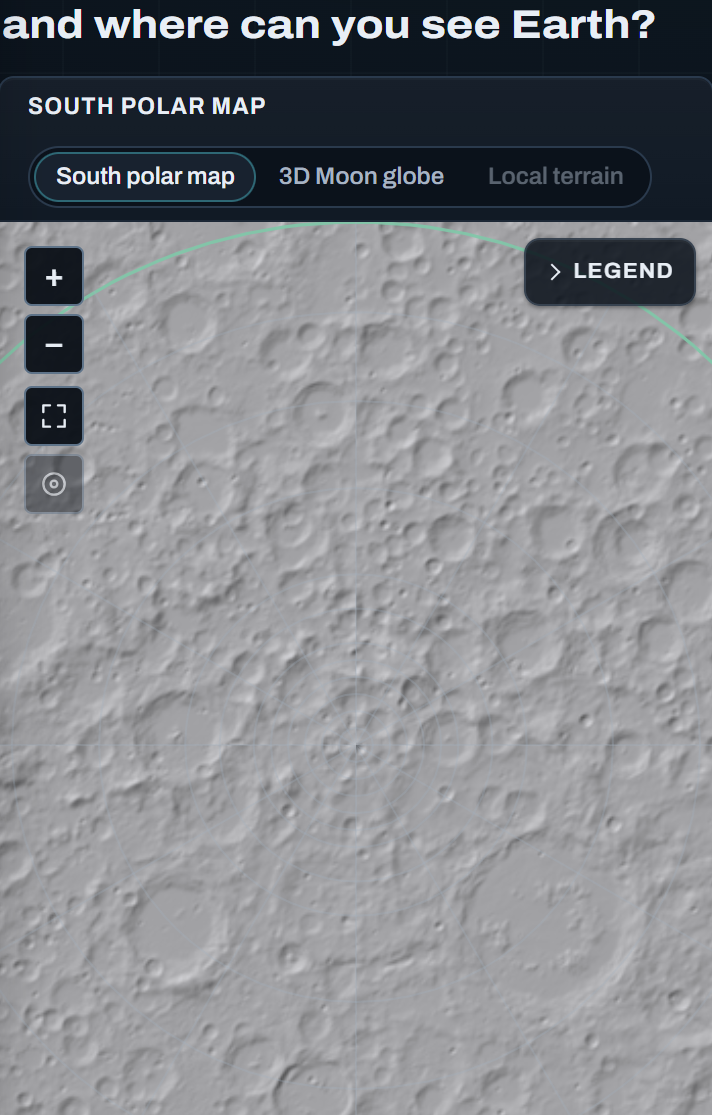 and where can you see Earth?
SOUTH POLAR MAP
South polar map
3D Moon globe
Local terrain
+
−
LEGEND